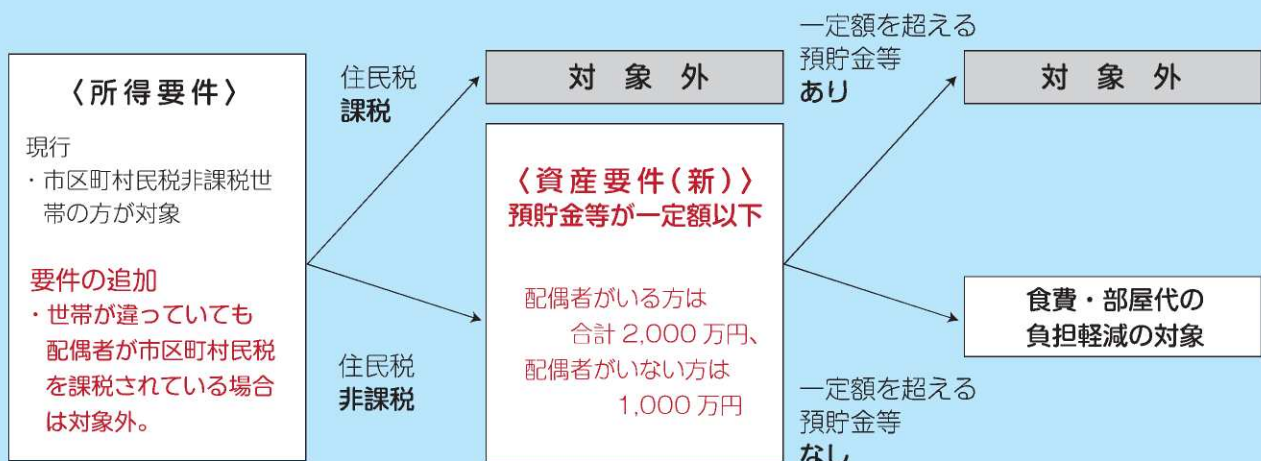 〈所得要件〉
現行
・市区町村民税非課税世
帯の方が対象
要件の追加
・世帯が違っていても
配偶者が市区町村民税
を課税されている場合
は対象外。
住民税
課税
住民税
非課税
対象外
〈資産要件(新)〉
預貯金等が一定額以下
配偶者がいる方は
合計 2,000 万円、
配偶者がいない方は
1,000 万円
一定額を超える
預貯金等
あり
一定額を超える
預貯金等
なし
対象外
食費・部屋代の
負担軽減の対象